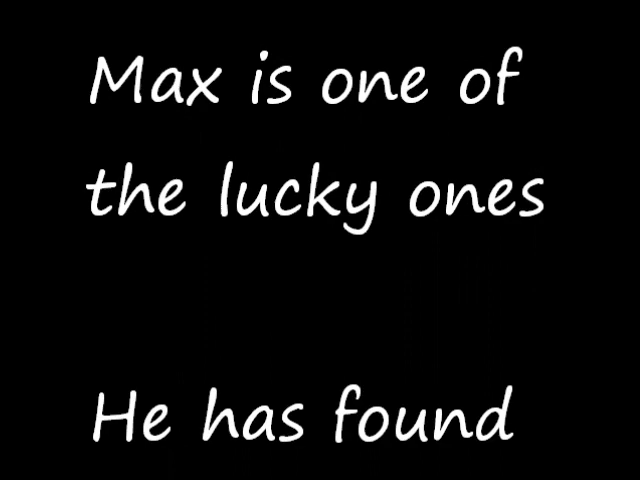 Max is one of
the lucky ones
He has found